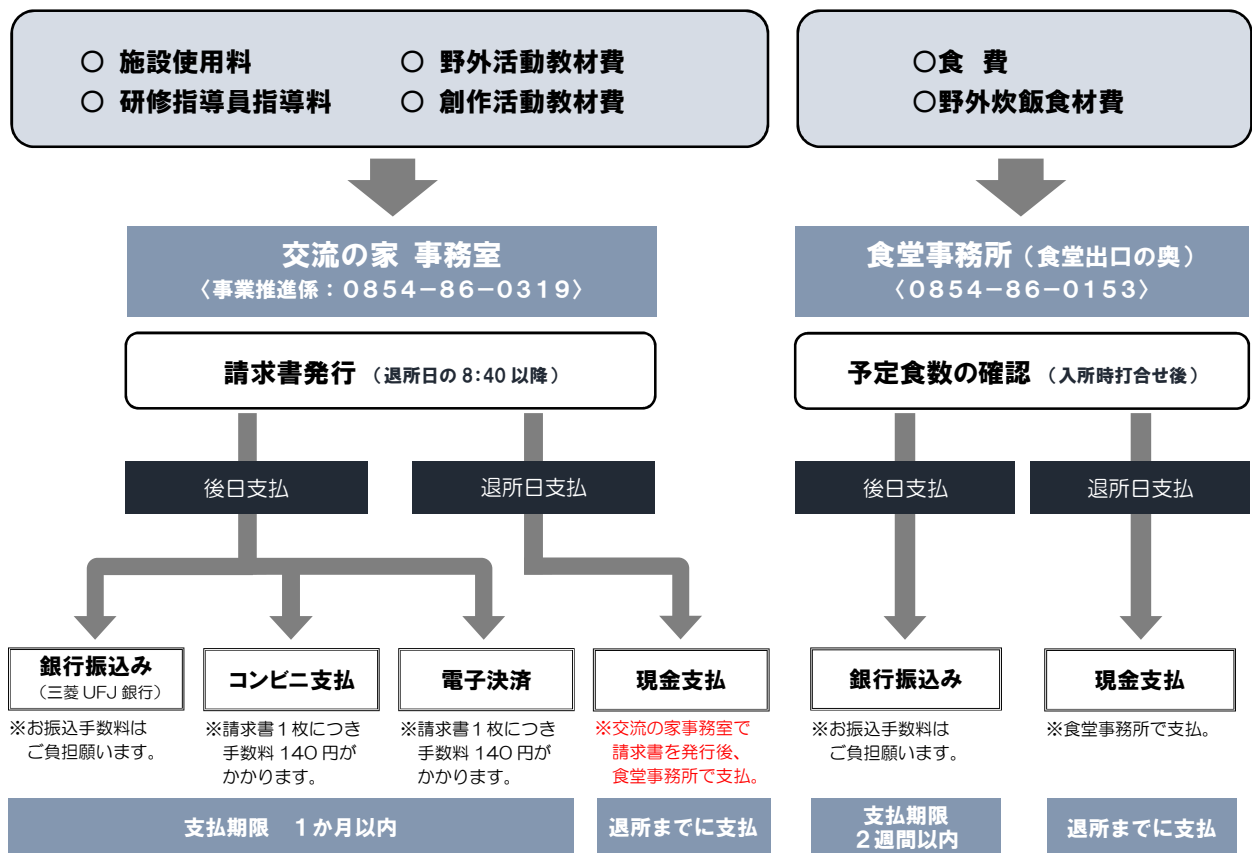 ○ 施設使用料
○ 研修指導員指導料
○ 野外活動教材費
○ 創作活動教材費
○食 費
○野外炊飯食材費
交流の家 事務室
〈事業推進係：０８５４－８６－０３１９〉
食堂事務所（食堂出口の奥）
〈０８５４－８６－０１５３〉
請求書発行 （退所日の 8:40 以降）
予定食数の確認 （入所時打合せ後）
後日支払
退所日支払
後日支払
退所日支払
銀行振込み
（三菱 UFJ 銀行）
※お振込手数料は
ご負担願います。
コンビニ支払
※請求書１枚につき
手数料 140 円が
かかります。
電子決済
※請求書１枚につき
手数料 140 円が
かかります。
現金支払
※交流の家事務室で
請求書を発行後、
食堂事務所で支払。
銀行振込み
※お振込手数料は
ご負担願います。
現金支払
※食堂事務所で支払。
支払期限 １か月以内
退所までに支払
支払期限
２週間以内
退所までに支払